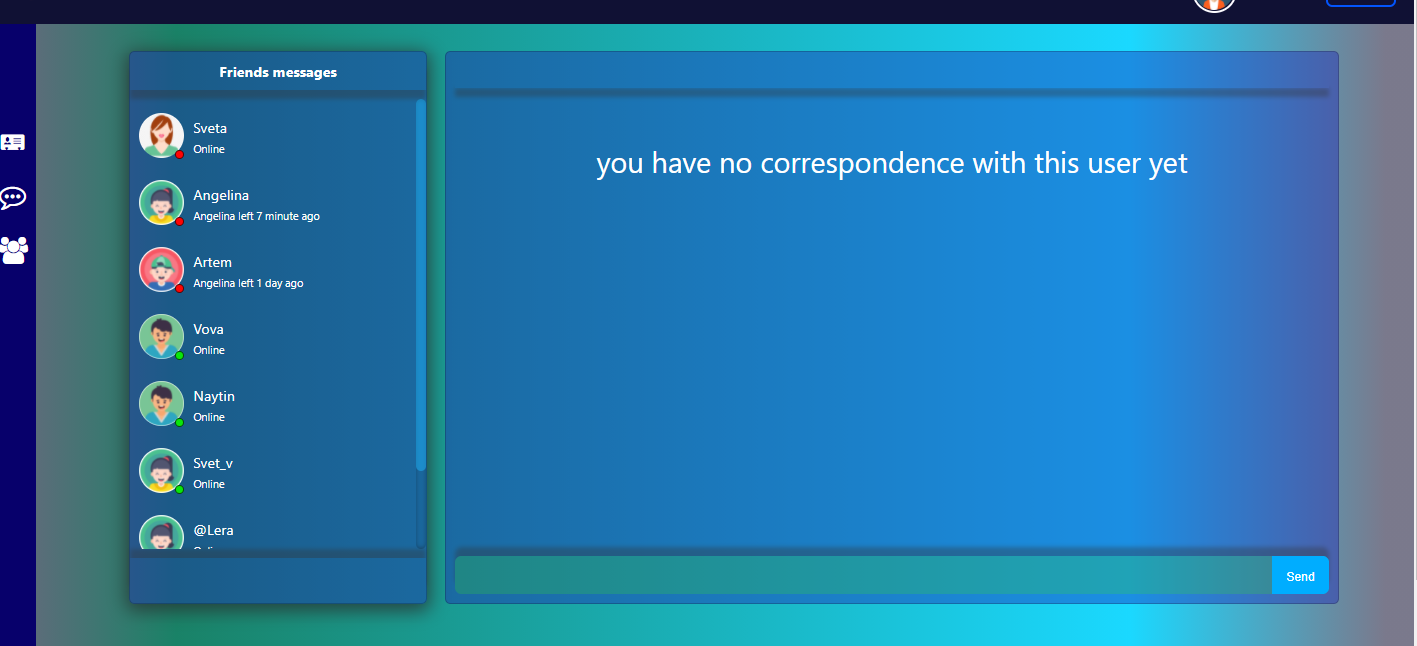 Friends messages
Sveta
Online
Angelina
Angelina left 7 minute ago
Artem
Angelina left 1 day ago
Vova
Online
Naytin
Online
Svet_v
Online
@Lera
you have no correspondence with this user yet
Send